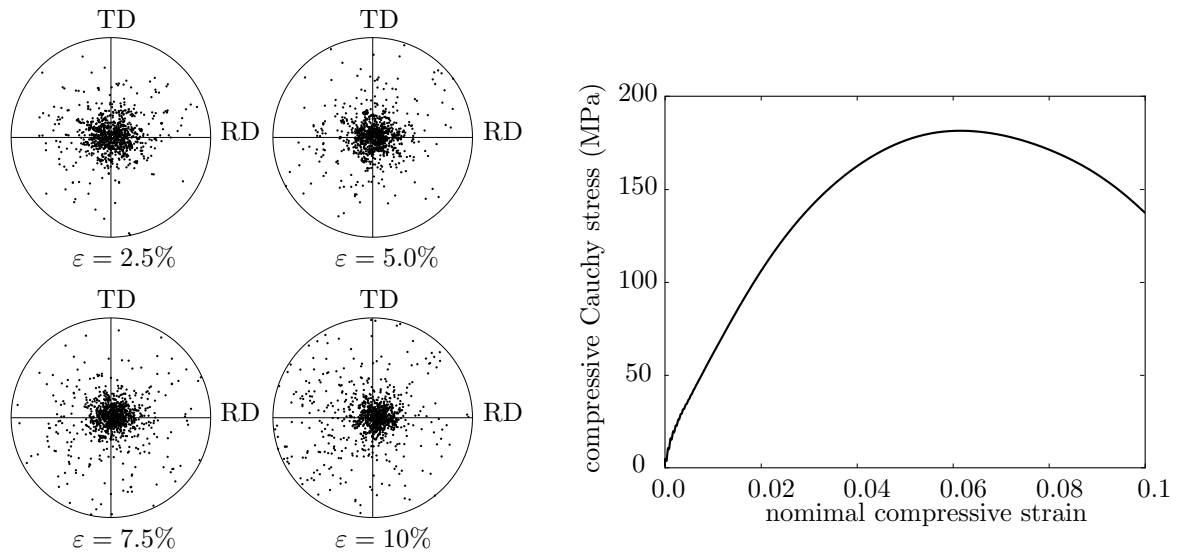 TD
TD
RD
RD
ε = 2.5%
ε = 5.0%
TD
TD
RD
RD
ε = 7.5%
ε = 10%
compressive Cauchy stress (MPa)
200
150
100
50
0
0.0 0.02 0.04 0.06 0.08 0.1
nomimal compressive strain